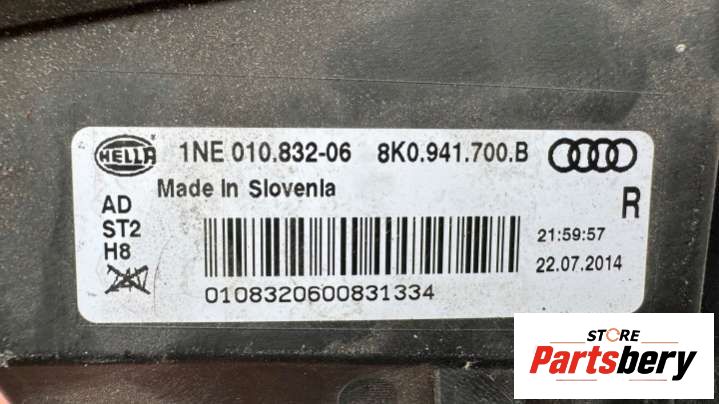 HELLA 1NE 010.832-06 8K0.941.700.B
Made In Slovenia
AD
ST2
H8
R
21:59:57
22.07.2014
0108320600831334
STORE
Partsbery